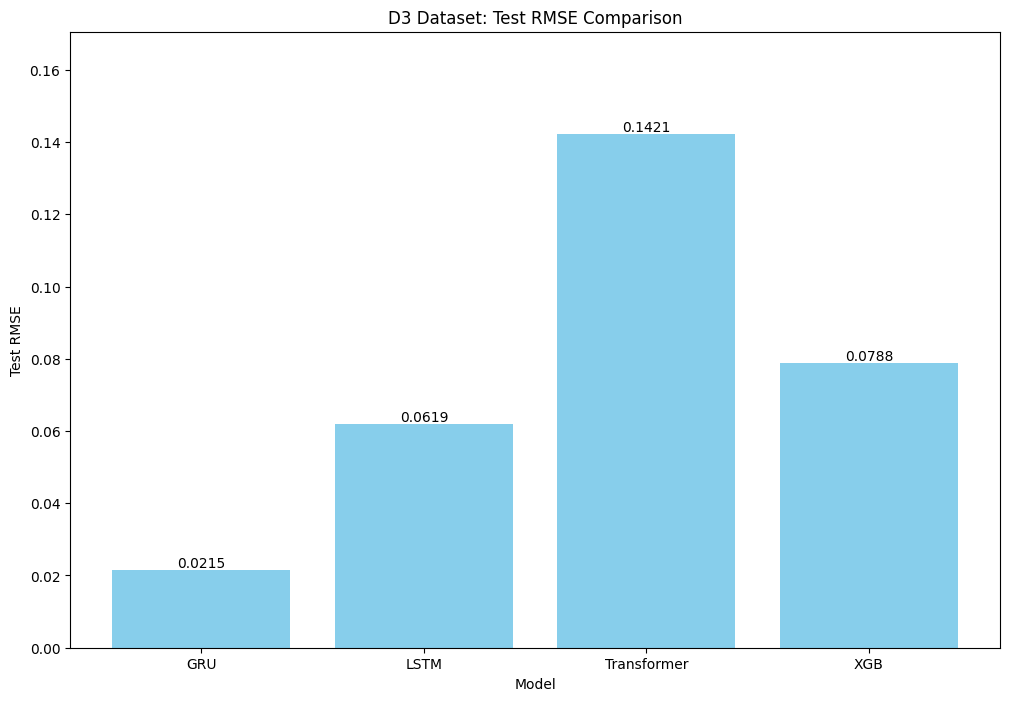 D3 Dataset: Test RMSE Comparison
0.16
0.14
0.12
0.10
0.08
0.06
0.04
0.02
0.00
Test RMSE
0.0215
0.0619
0.1421
0.0788
GRU
LSTM
Transformer
XGB
Model